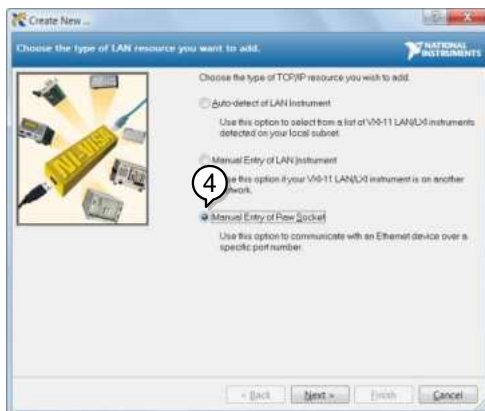 Create New ...
Choose the type of LAN resource you want to add.
NATIONAL
INSTRUMENTS
Choose the type of TCP/IP resource you wish to add.
Auto-detect of LAN Instrument
Use this option to select from a list of VXI-11 LAN/LXI instruments
detected on your local subnet.
Manual Entry of LAN Instrument
this option if your VXI-11 LAN/LXI instrument is on another
4
Manual Entry of Raw Socket
Use this option to communicate with an Ethernet device over a
specific port number.
NI-VISA
< Back
Next >
Finish
Cancel